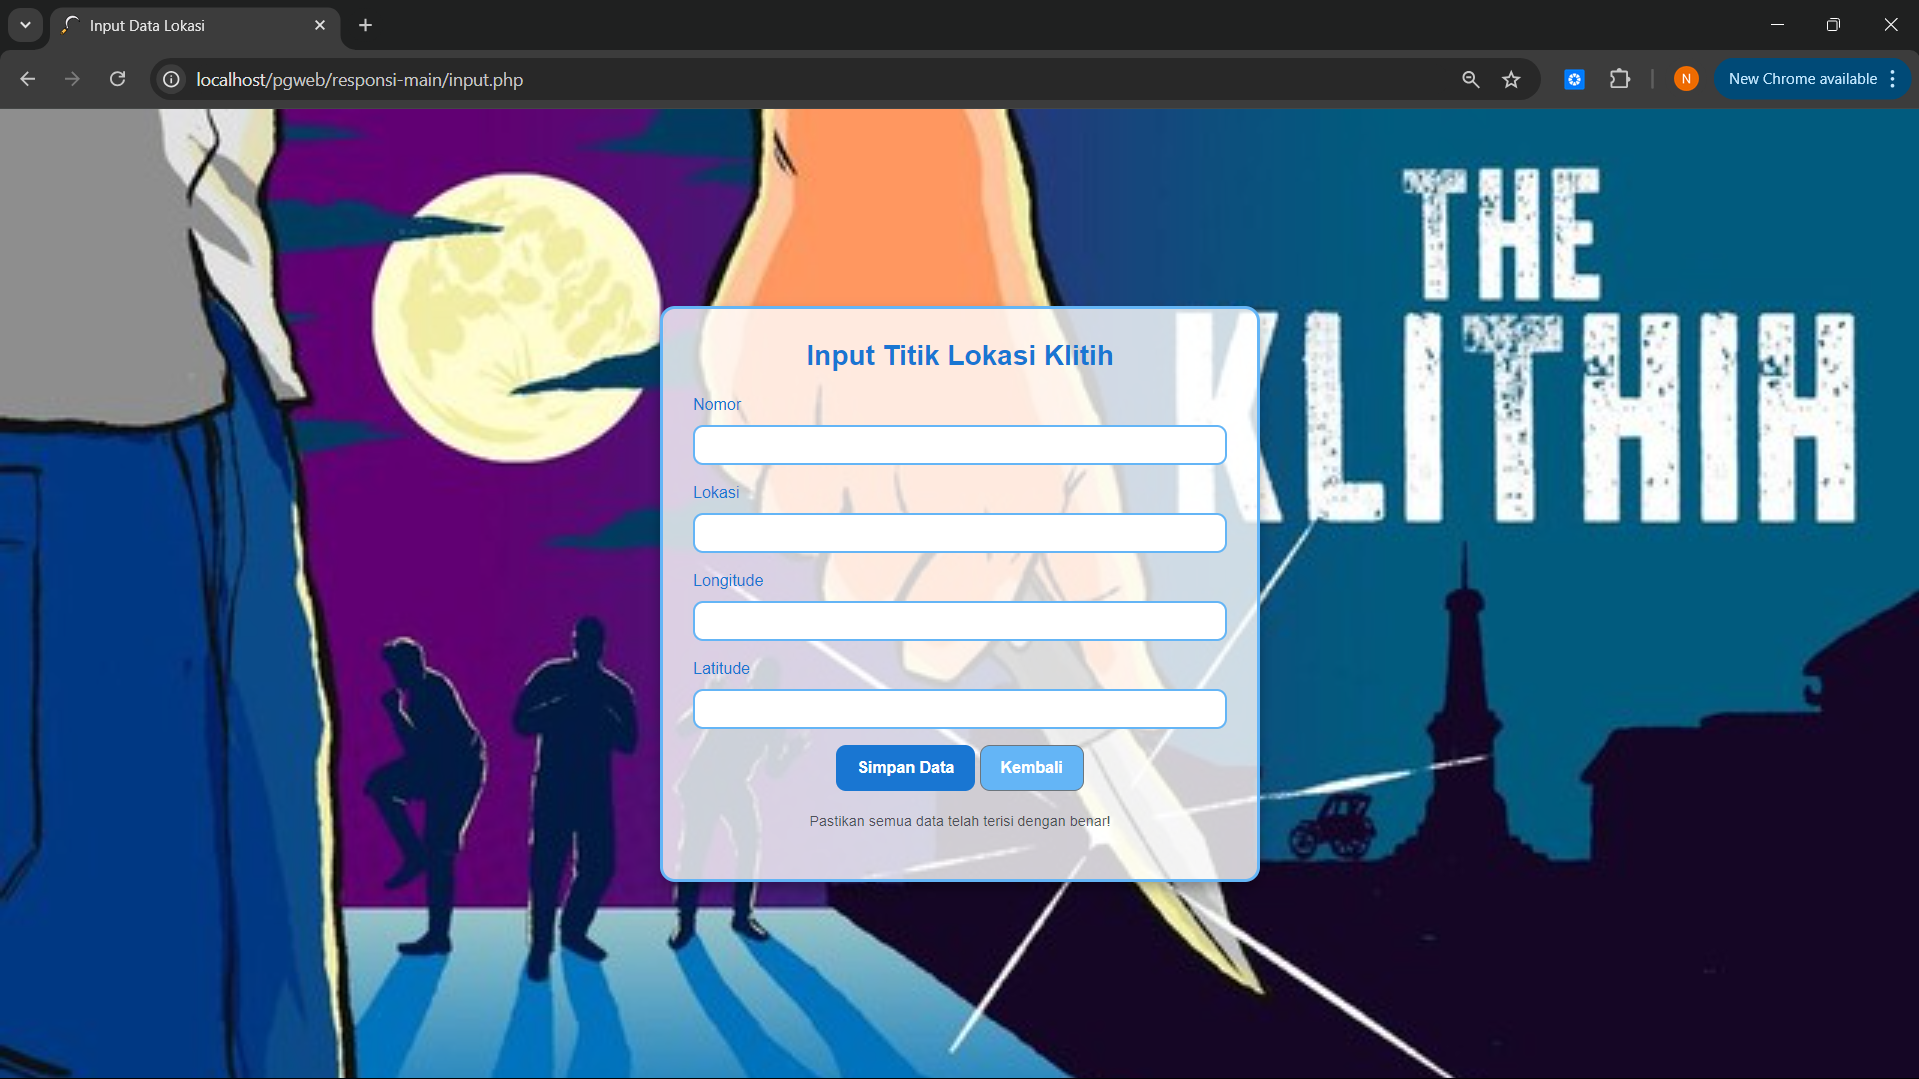 Input Data Lokasi
localhost/pgweb/responsi-main/input.php
N
New Chrome available
THE
KLITHIH
Input Titik Lokasi Klitih
Nomor
Lokasi
Longitude
Latitude
Simpan Data Kembali
Pastikan semua data telah terisi dengan benar!